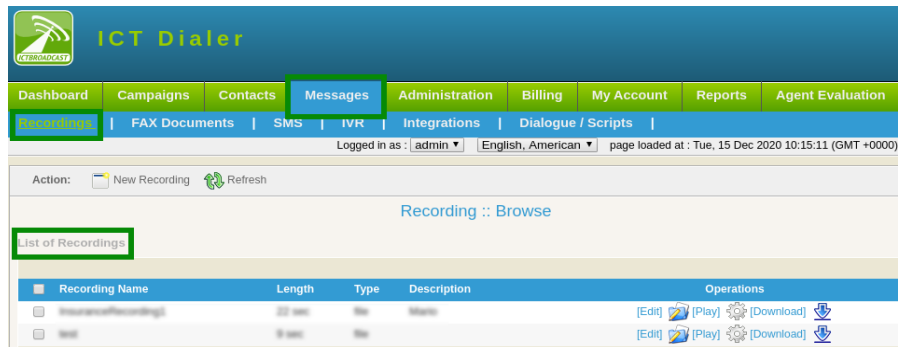 ICTBROADCAST
ICT Dialer
Dashboard Campaigns Contacts Messages Administration Billing My Account Reports Agent Evaluation
Recordings | FAX Documents | SMS | IVR | Integrations | Dialogue / Scripts |
Logged in as : admin ▼ English, American ▼ page loaded at : Tue, 15 Dec 2020 10:15:11 (GMT +0000)
Action: New Recording Refresh
Recording :: Browse
List of Recordings
Recording Name Length Type Description Operations
[Edit] [Play] [Download]
[Edit] [Play] [Download]